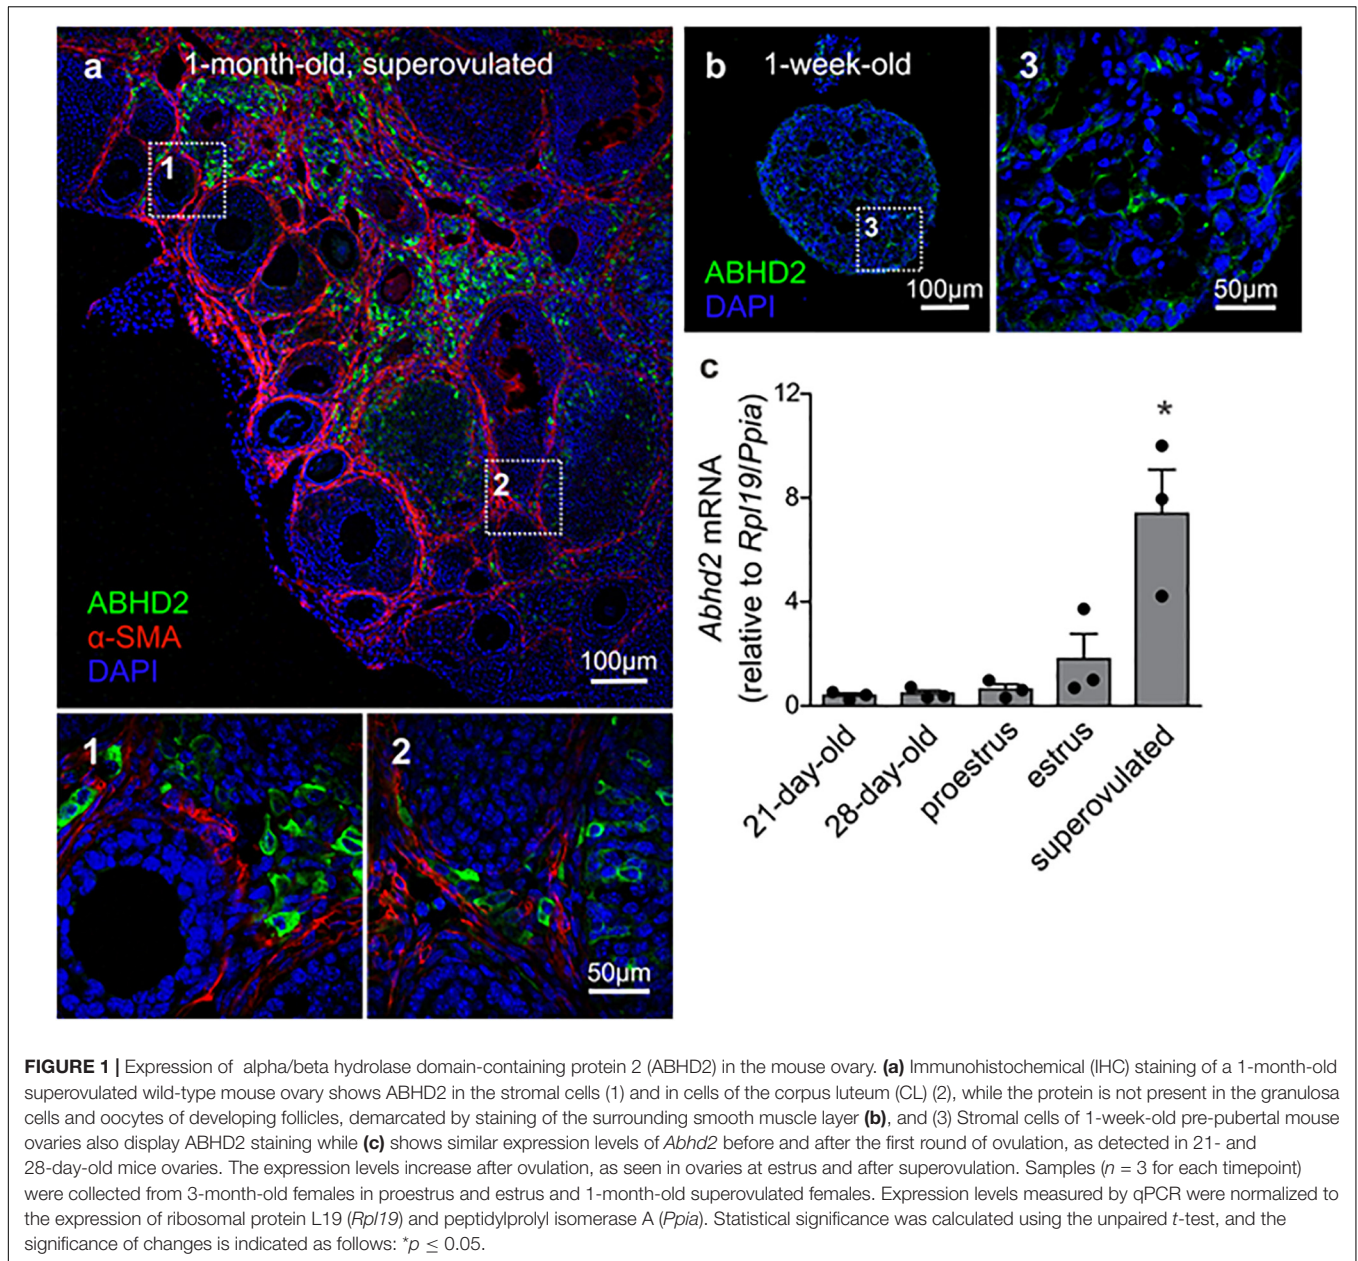 a 1-month-old, superovulated
1
2
ABHD2
α-SMA
DAPI
100µm
1
2
50µm
b 1-week-old
3
ABHD2
DAPI
100µm
3
50µm
c
Abhd2 mRNA
(relative to Rpl19/Ppia)
12
8
4
0
*
21-day-old
28-day-old
proestrus
estrus
superovulated
FIGURE 1 | Expression of alpha/beta hydrolase domain-containing protein 2 (ABHD2) in the mouse ovary. (a) Immunohistochemical (IHC) staining of a 1-month-old
superovulated wild-type mouse ovary shows ABHD2 in the stromal cells (1) and in cells of the corpus luteum (CL) (2), while the protein is not present in the granulosa
cells and oocytes of developing follicles, demarcated by staining of the surrounding smooth muscle layer (b), and (3) Stromal cells of 1-week-old pre-pubertal mouse
ovaries also display ABHD2 staining while (c) shows similar expression levels of Abhd2 before and after the first round of ovulation, as detected in 21- and
28-day-old mice ovaries. The expression levels increase after ovulation, as seen in ovaries at estrus and after superovulation. Samples (n = 3 for each timepoint)
were collected from 3-month-old females in proestrus and estrus and 1-month-old superovulated females. Expression levels measured by qPCR were normalized to
the expression of ribosomal protein L19 (Rpl19) and peptidylprolyl isomerase A (Ppia). Statistical significance was calculated using the unpaired t-test, and the
significance of changes is indicated as follows: *p ≤ 0.05.